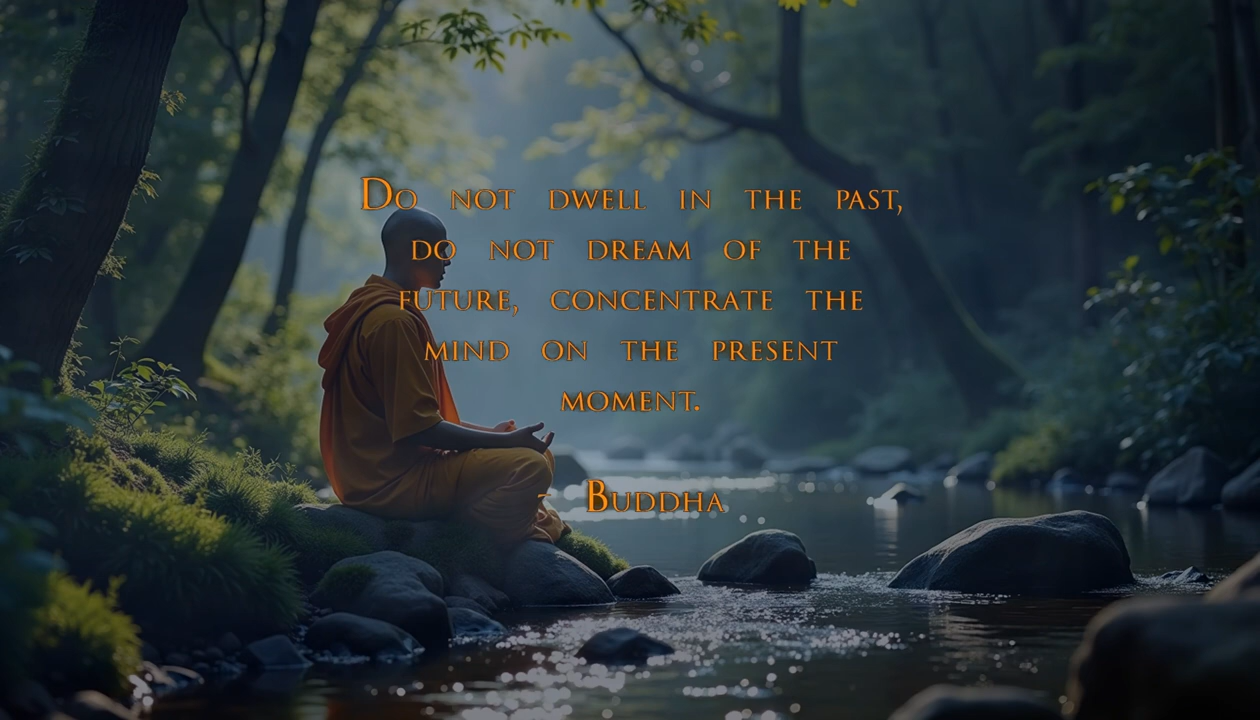 Do not dwell in the past,
do not dream of the
future, concentrate the
mind on the present
moment.
- Buddha